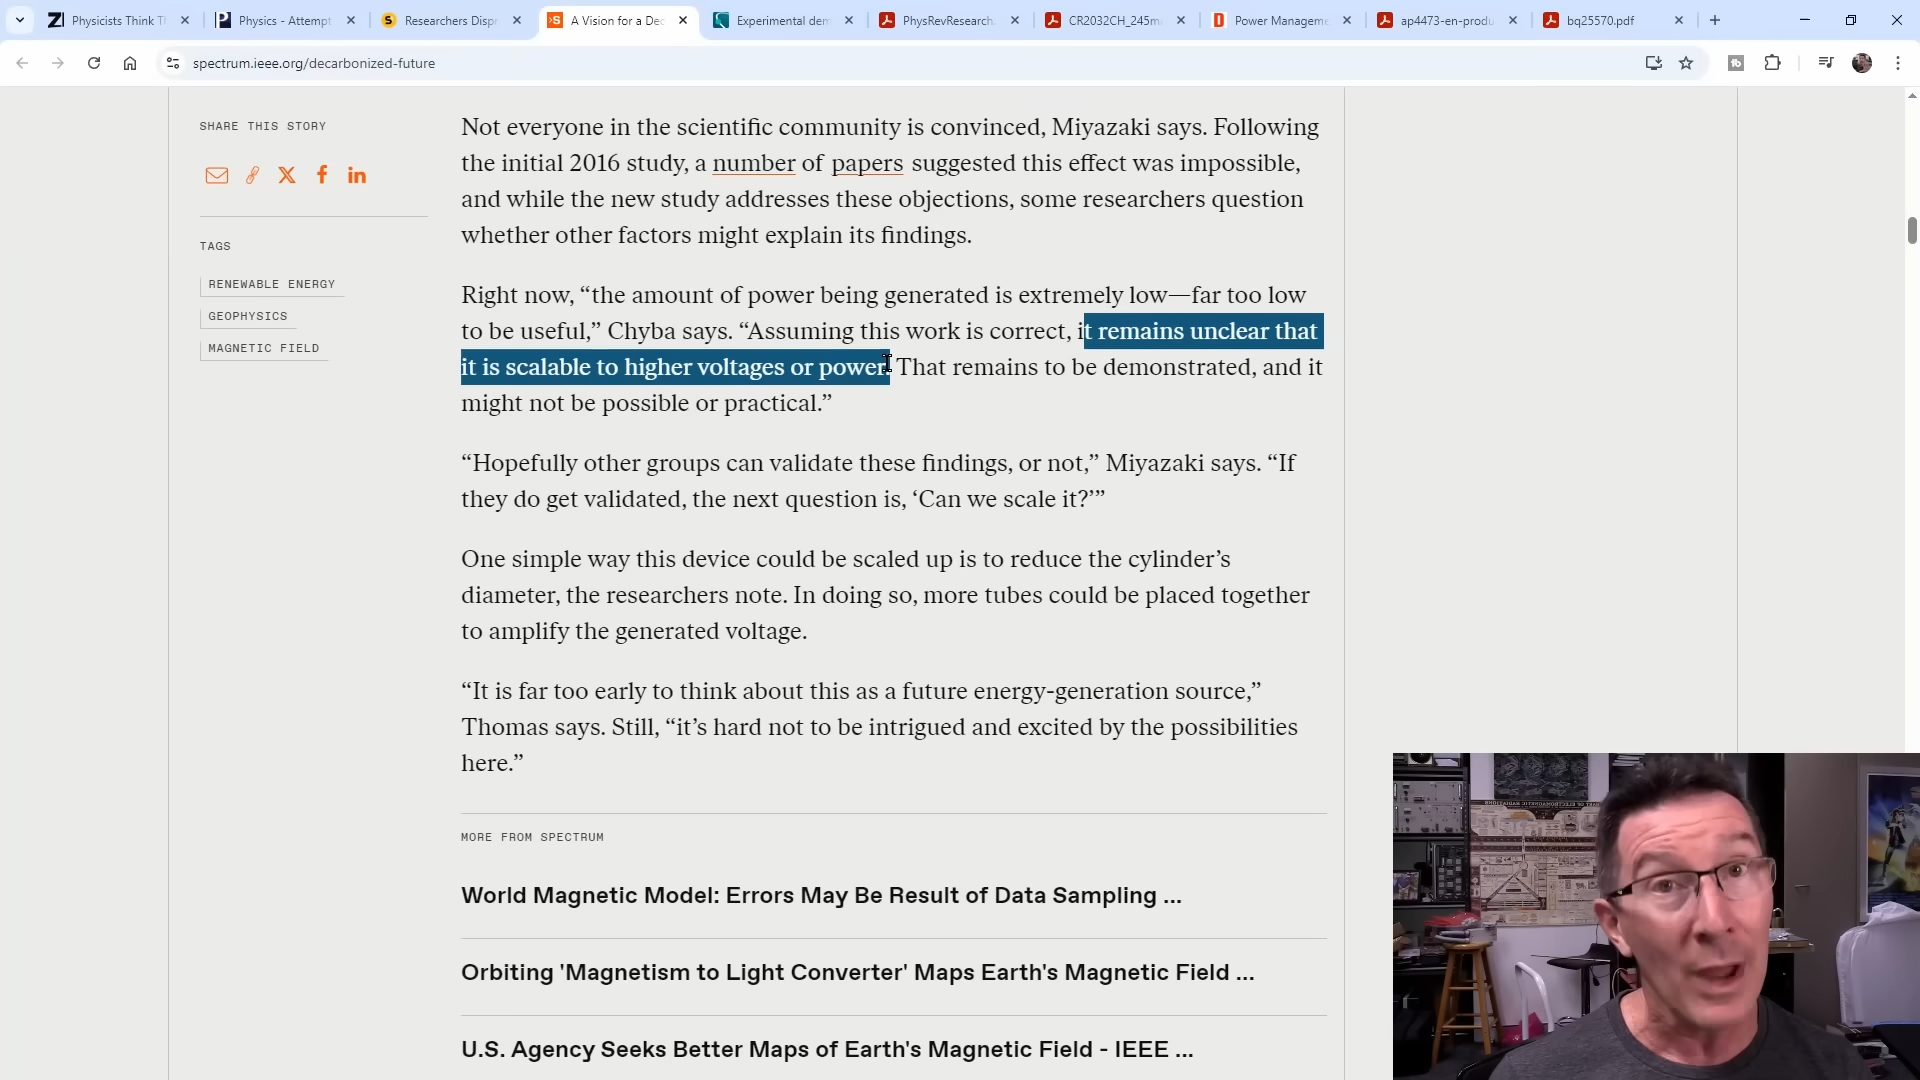 Physicists Think T
Physics - Attempt
Researchers Disp
A Vision for a Dec
Experimental dem
PhysRevResearch.
CR2032CH_245m
Power Manageme
ap4473-en-produ
bq25570.pdf
spectrum.ieee.org/decarbonized-future
SHARE THIS STORY
TAGS
RENEWABLE ENERGY
GEOPHYSICS
MAGNETIC FIELD
Not everyone in the scientific community is convinced, Miyazaki says. Following
the initial 2016 study, a number of papers suggested this effect was impossible,
and while the new study addresses these objections, some researchers question
whether other factors might explain its findings.
Right now, “the amount of power being generated is extremely low—far too low
to be useful,” Chyba says. “Assuming this work is correct, it remains unclear that
it is scalable to higher voltages or power. That remains to be demonstrated, and it
might not be possible or practical.”
“Hopefully other groups can validate these findings, or not,” Miyazaki says. “If
they do get validated, the next question is, ‘Can we scale it?’”
One simple way this device could be scaled up is to reduce the cylinder’s
diameter, the researchers note. In doing so, more tubes could be placed together
to amplify the generated voltage.
“It is far too early to think about this as a future energy-generation source,”
Thomas says. Still, “it’s hard not to be intrigued and excited by the possibilities
here.”
MORE FROM SPECTRUM
World Magnetic Model: Errors May Be Result of Data Sampling ...
Orbiting 'Magnetism to Light Converter' Maps Earth's Magnetic Field ...
U.S. Agency Seeks Better Maps of Earth's Magnetic Field - IEEE ...